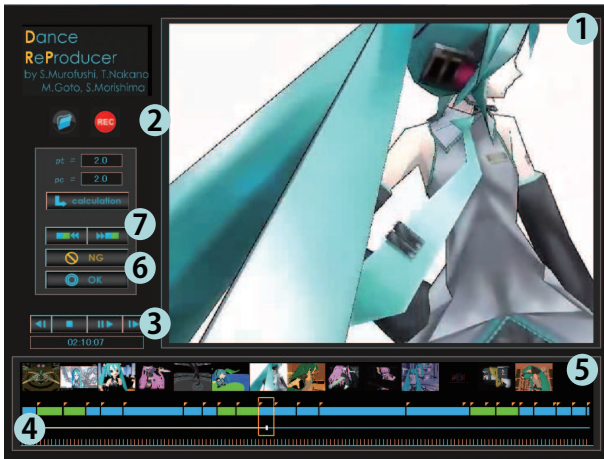 Dance
ReProducer
by S.Murofushi, T.Nakano
M.Goto, S.Morishima
1
2
REC
pt = 2.0
pc = 2.0
calculation
7
NG
6
OK
3
02:10:07
5
4